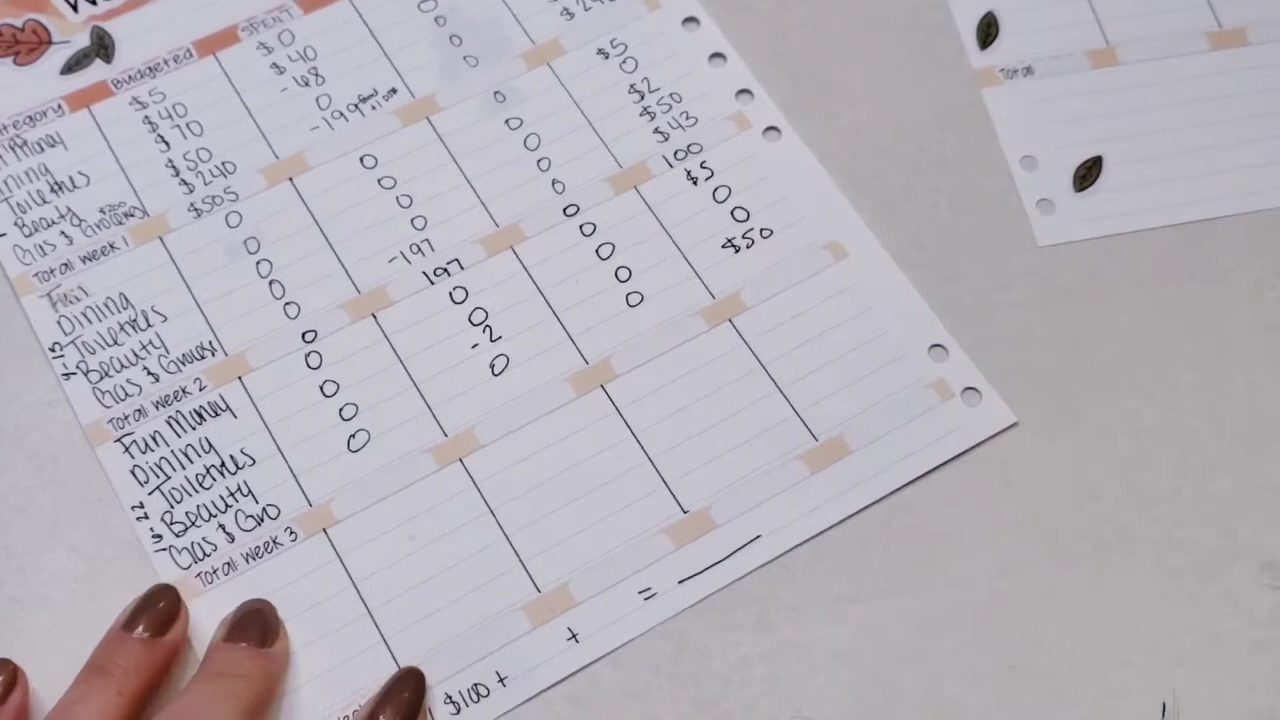 ategory Budgeted SPENT
Money $5 $0 0
ning $40 $40 0
Toiletries $70 -48 0
Beauty $50 0 0
Gas & Groceries $200 $240 -199
Total: Week 1 $505
Fun 0 0 0 $5
Dining 0 0 0 0
Toiletries 0 0 0 $2
Beauty 0 0 0 $50
Gas & Groceries 0 -197 0 $43
Total: Week 2 0 197 0 100
Fun Money 0 0 0 $5
Dining 0 0 0 0
Toiletries 0 -2 0 0
Beauty 0 0 0 $50
Gas & Gro
Total: Week 3
$100 + + =
Total